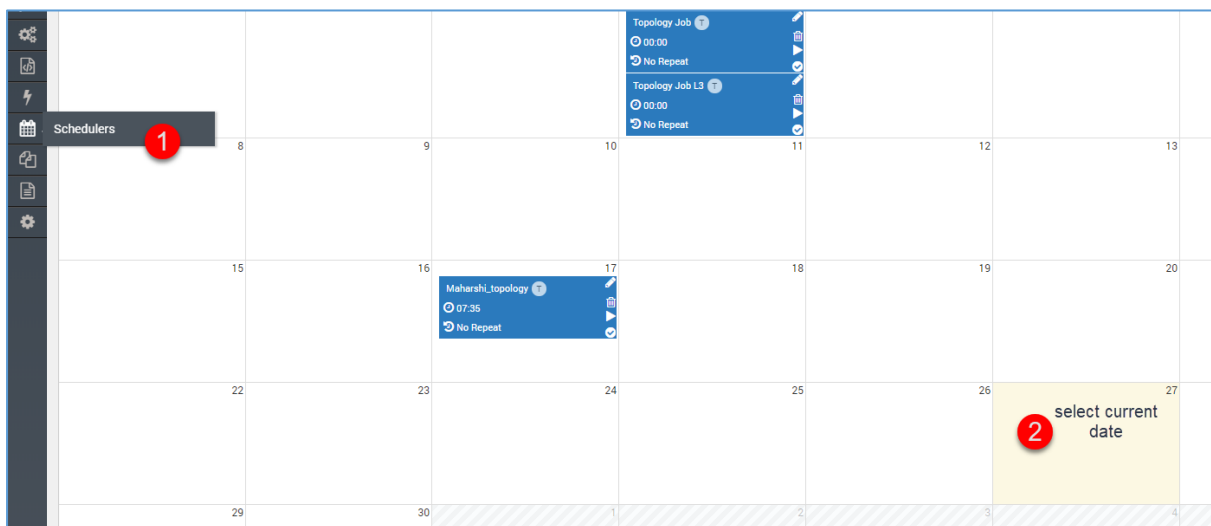 Topology Job T
00:00
No Repeat
Topology Job L3 T
00:00
No Repeat
Schedulers
1
8 9 10 11 12 13
15 16 17 18 19 20
Maharshi_topology T
07:35
No Repeat
22 23 24 25 26 27
select current
date
2
29 30 1 2 3 4